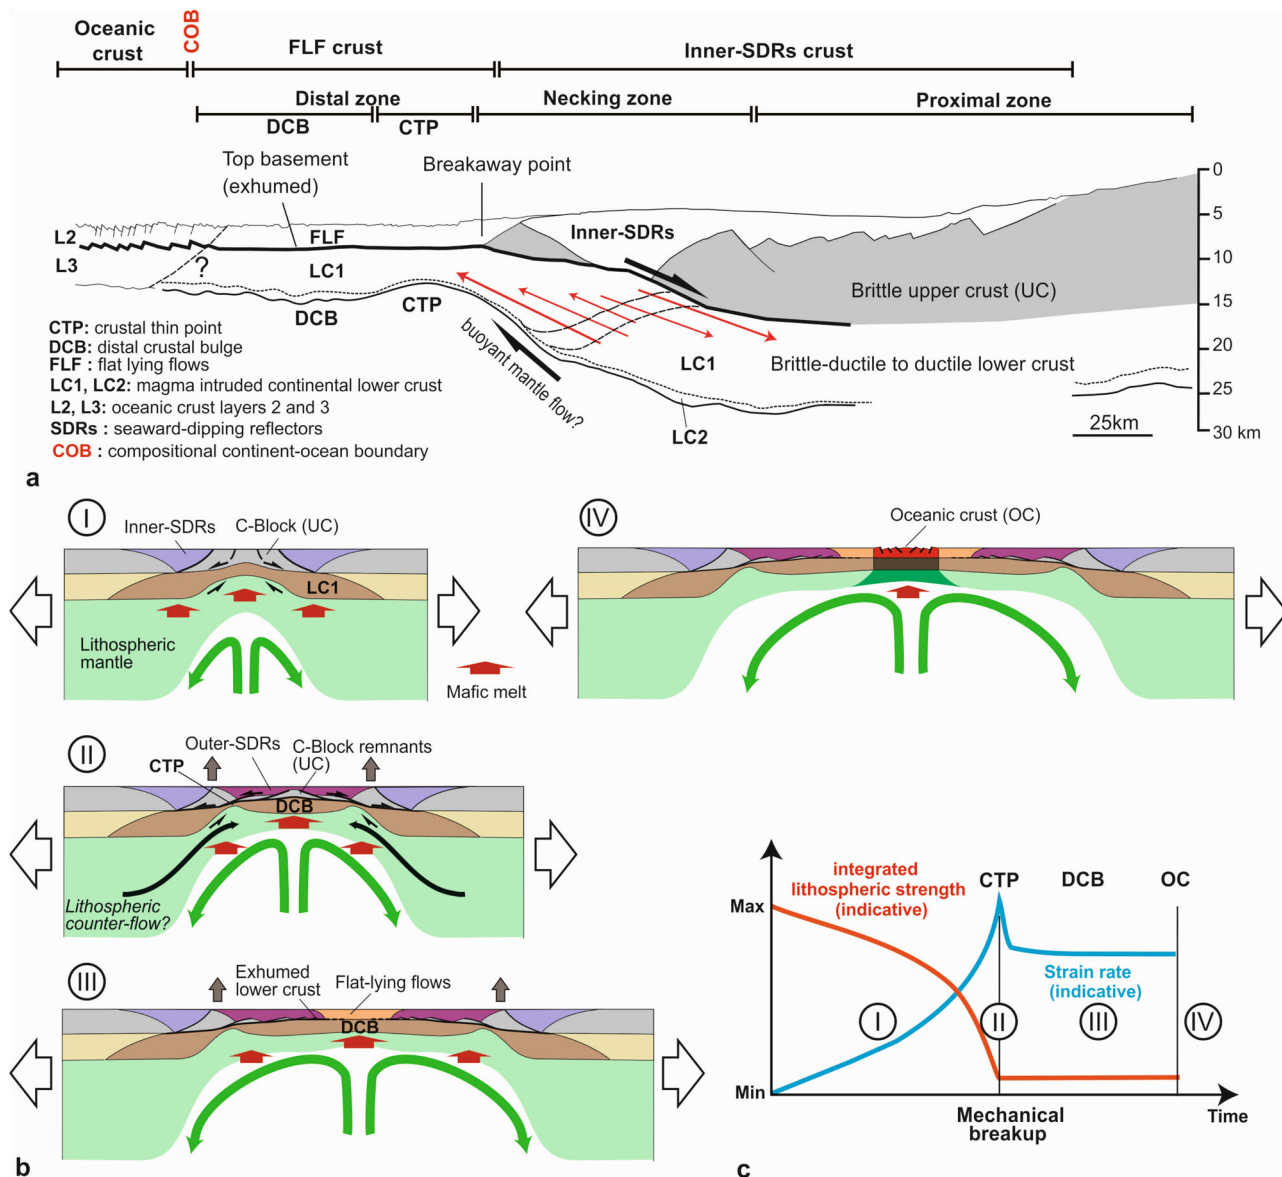 Oceanic
crust
COB
FLF crust
Inner-SDRs crust
Distal zone
Necking zone
Proximal zone
DCB
CTP
Top basement
(exhumed)
Breakaway point
0
5
10
15
20
25
30 km
L2
L3
?
FLF
Inner-SDRs
LC1
Brittle upper crust (UC)
CTP
DCB
buoyant mantle flow?
LC1
Brittle-ductile to ductile lower crust
LC2
25km
CTP: crustal thin point
DCB: distal crustal bulge
FLF : flat lying flows
LC1, LC2: magma intruded continental lower crust
L2, L3: oceanic crust layers 2 and 3
SDRs : seaward-dipping reflectors
COB : compositional continent-ocean boundary
a
I
Inner-SDRs
C-Block (UC)
LC1
Lithospheric
mantle
Mafic melt
IV
Oceanic crust (OC)
II
Outer-SDRs
C-Block remnants
(UC)
CTP
DCB
Lithospheric
counter-flow?
III
Exhumed
lower crust
Flat-lying flows
DCB
b
integrated
lithospheric strength
(indicative)
CTP
DCB
OC
Max
Strain rate
(indicative)
I
II
III
IV
Min
Mechanical
breakup
Time
c